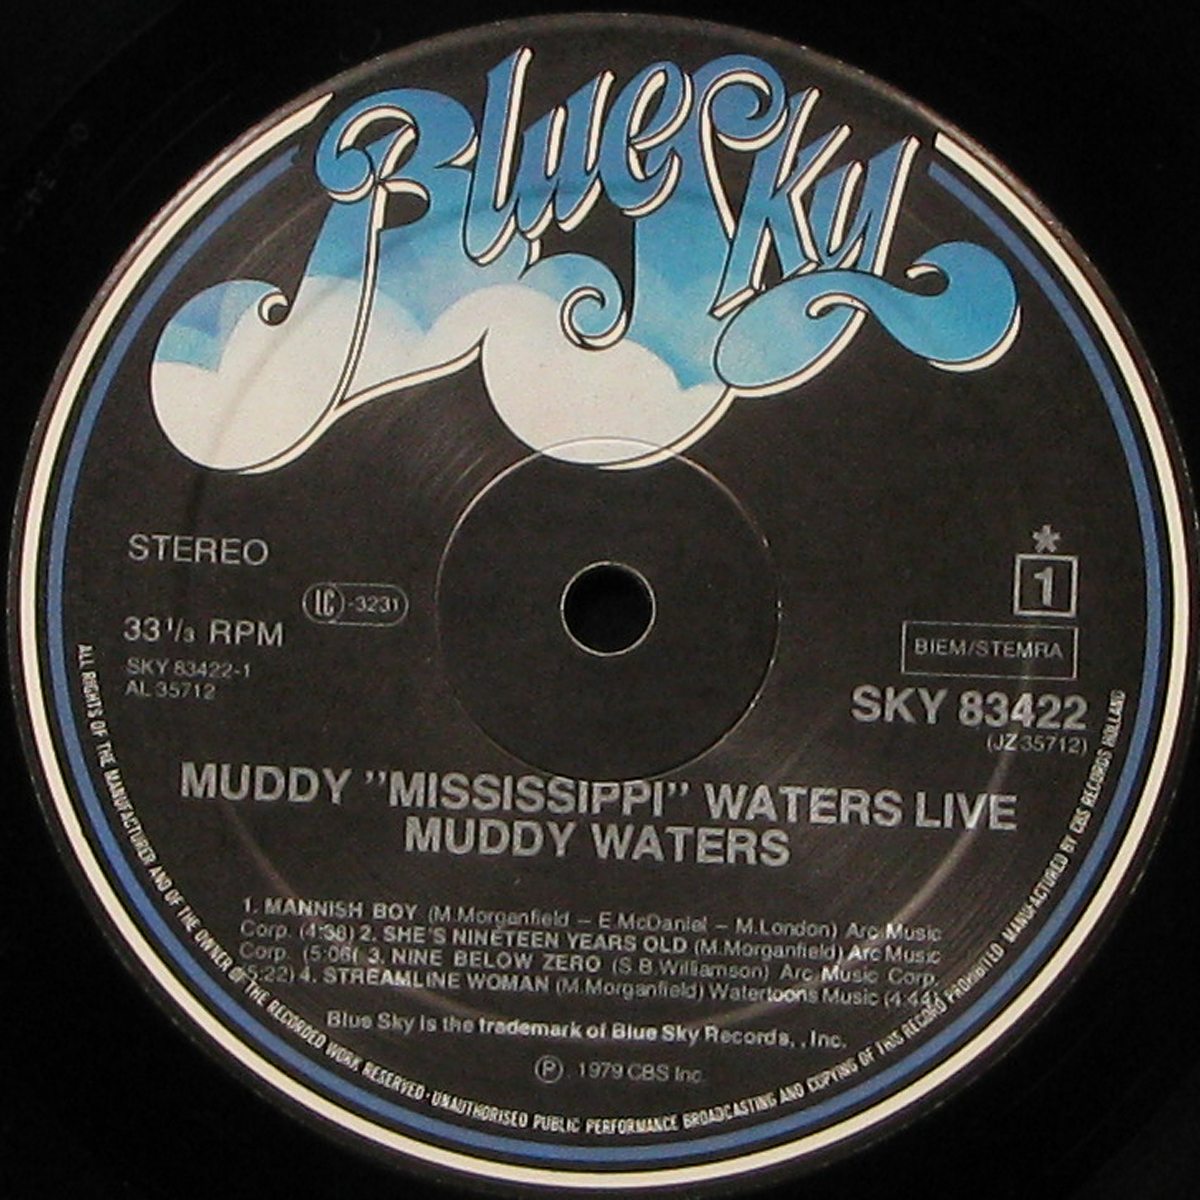 Blue Sky
STEREO
LC-3231
33 1/3 RPM
SKY 83422-1
AL 35712
*
1
BIEM/STEMRA
SKY 83422
(JZ 35712)
MUDDY "MISSISSIPPI" WATERS LIVE
MUDDY WATERS
1. MANNISH BOY (M.Morganfield – E.McDaniel – M.London) Arc Music
Corp. (4:38) 2. SHE'S NINETEEN YEARS OLD (M.Morganfield) Arc Music
Corp. (5:06( 3. NINE BELOW ZERO (S.B.Williamson) Arc Music Corp.
(5:22) 4. STREAMLINE WOMAN (M.Morganfield) Watertoons Music (4:44)
Blue Sky is the trademark of Blue Sky Records, , Inc.
℗ . 1979 CBS Inc.
ALL RIGHTS OF THE MANUFACTURER AND OF THE OWNER OF THE RECORDED WORK RESERVED · UNAUTHORISED PUBLIC PERFORMANCE BROADCASTING AND COPYING OF THIS RECORD PROHIBITED MANUFACTURED BY CBS RECORDS HOLLAND